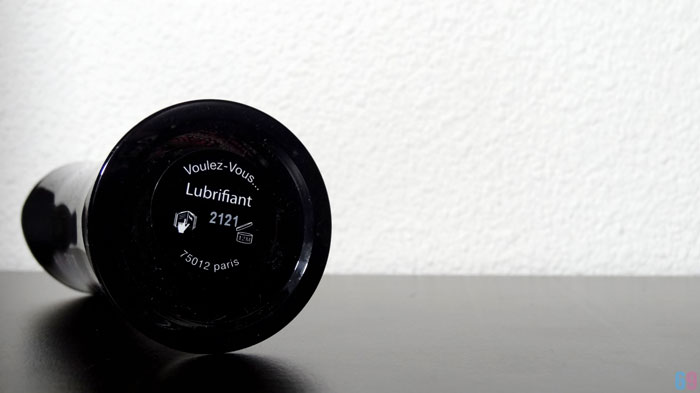 Voulez-Vous...
Lubrifiant
2121
75012 paris